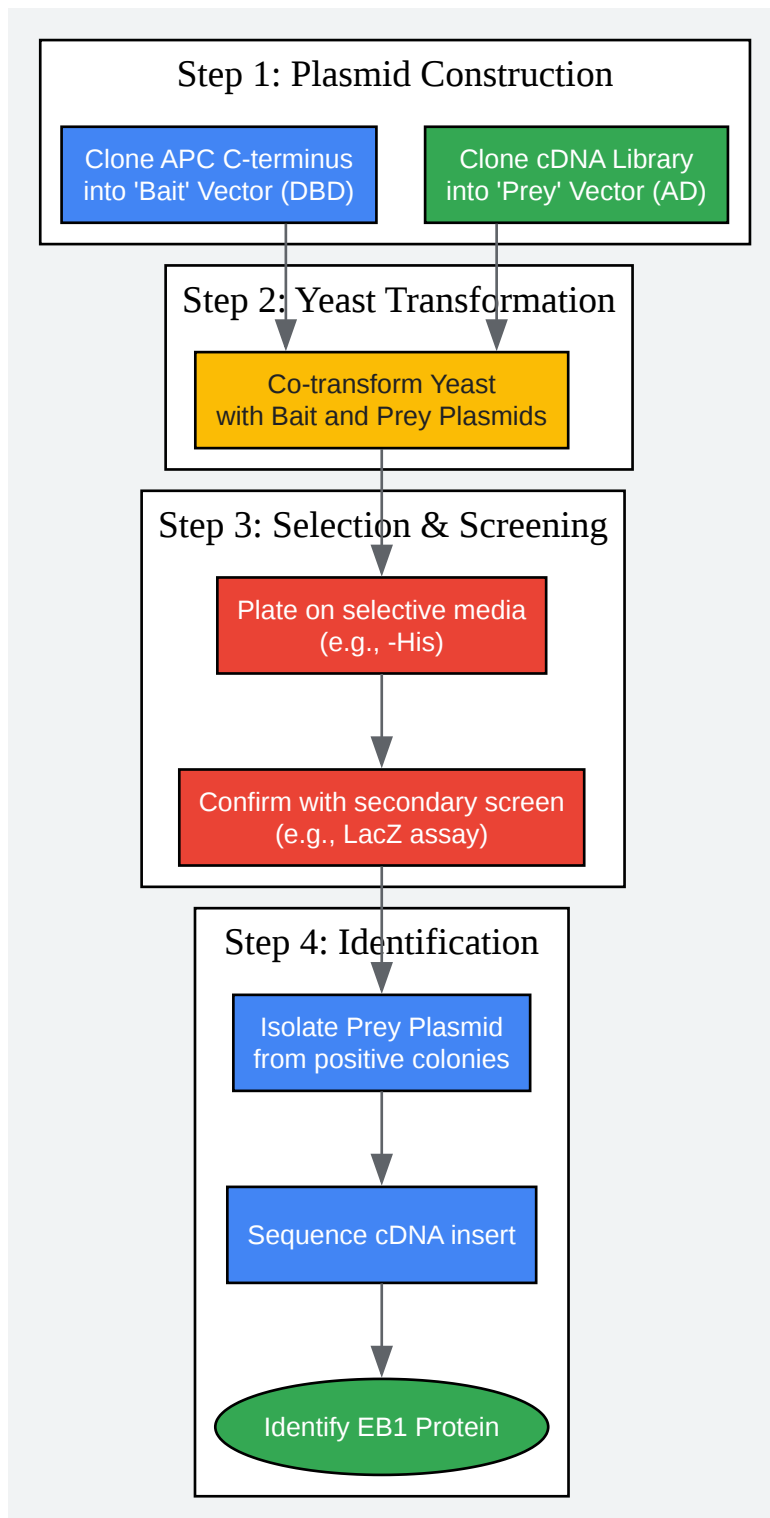 Step 1: Plasmid Construction
Clone APC C-terminus
into 'Bait' Vector (DBD)
Clone cDNA Library
into 'Prey' Vector (AD)
Step 2: Yeast Transformation
Co-transform Yeast
with Bait and Prey Plasmids
Step 3: Selection & Screening
Plate on selective media
(e.g., -His)
Confirm with secondary screen
(e.g., LacZ assay)
Step 4: Identification
Isolate Prey Plasmid
from positive colonies
Sequence cDNA insert
Identify EB1 Protein